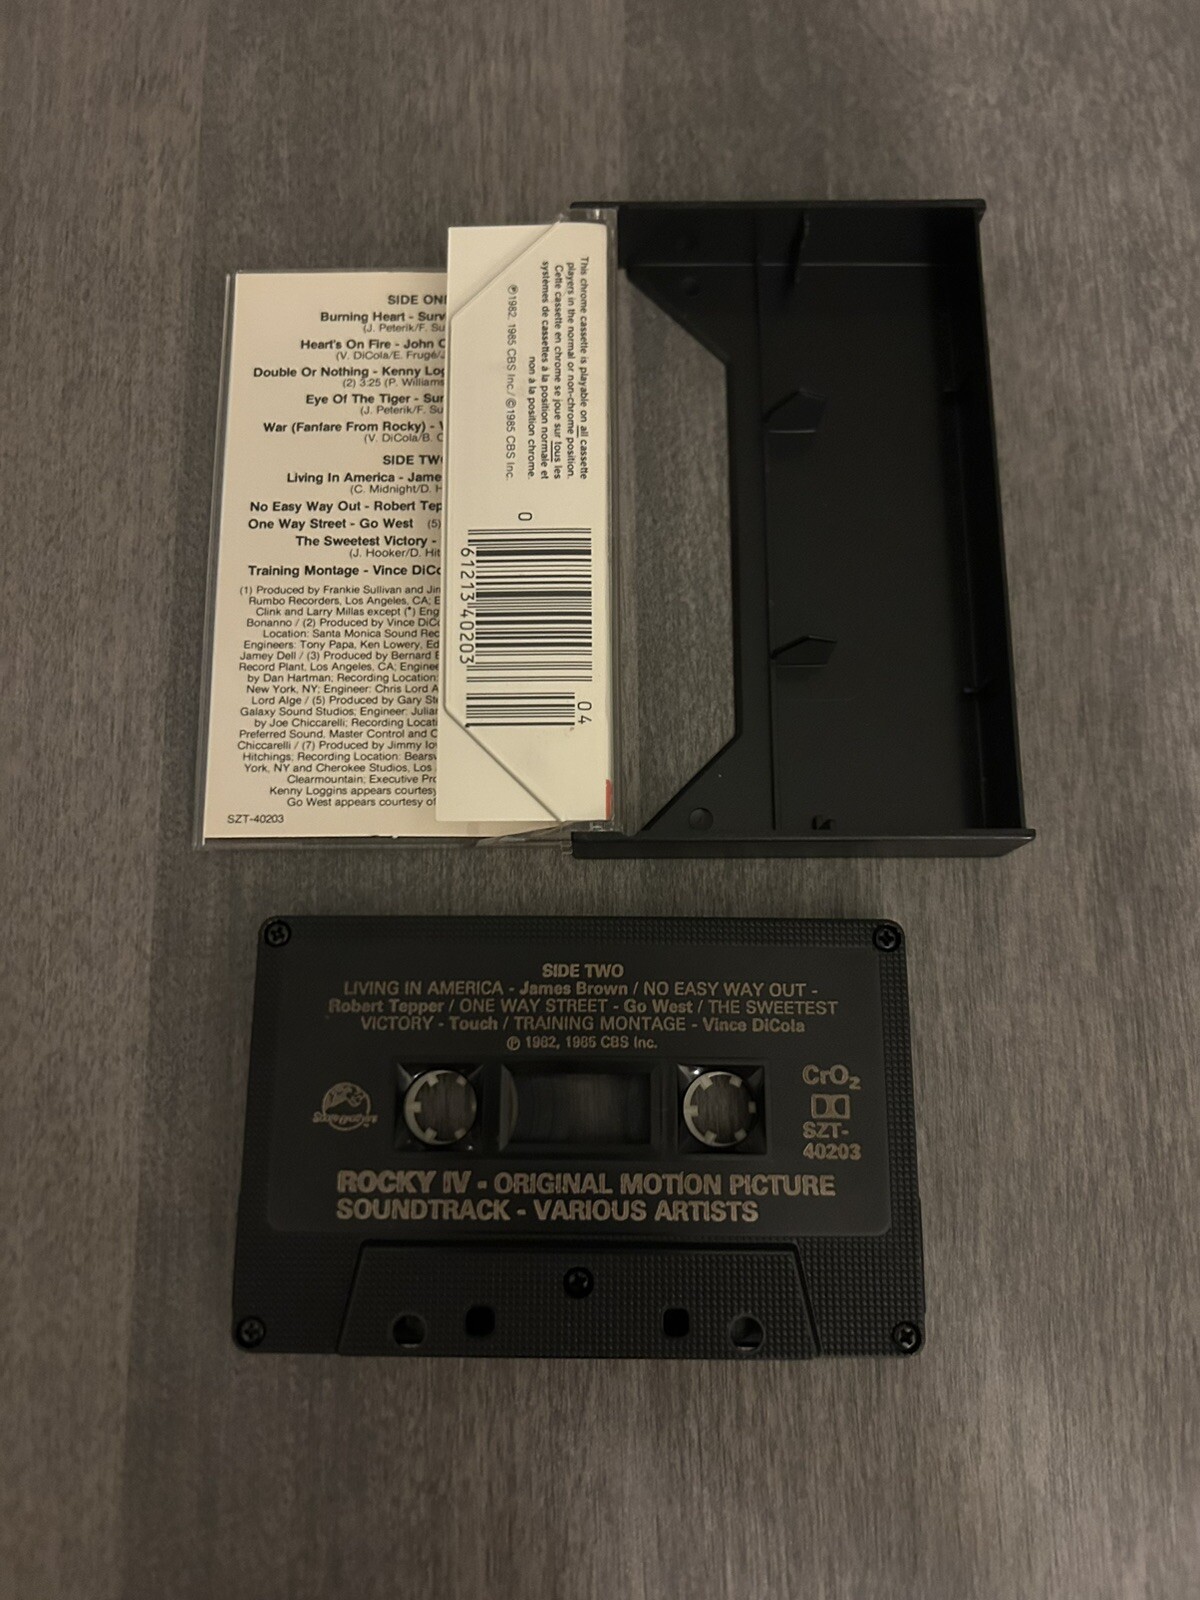 SIDE ONE
Burning Heart - Surv
(J. Peterik/F. Su
Heart's On Fire - John C
(V. DiCola/E. Frugé/J
Double Or Nothing - Kenny Log
(2) 3:25 (P. Williams
Eye Of The Tiger - Sur
(J. Peterik/F. Su
War (Fanfare From Rocky) - V
(V. DiCola/B. C
SIDE TWO
Living In America - Jame
(C. Midnight/D. H
No Easy Way Out - Robert Tep
One Way Street - Go West (5)
The Sweetest Victory -
(J. Hooker/D. Hit
Training Montage - Vince DiCo
(1) Produced by Frankie Sullivan and Jim
Rumbo Recorders, Los Angeles, CA; E
Clink and Larry Millas except (*) Eng
Bonanno / (2) Produced by Vince DiCo
Location: Santa Monica Sound Rec
Engineers: Tony Papa, Ken Lowery, Ed
Jamey Dell / (3) Produced by Bernard E
Record Plant, Los Angeles, CA; Enginee
by Dan Hartman; Recording Location:
New York, NY; Engineer: Chris Lord A
Lord Alge / (5) Produced by Gary Ste
Galaxy Sound Studios; Engineer: Julian
by Joe Chiccarelli; Recording Locati
Preferred Sound, Master Control and C
Chiccarelli / (7) Produced by Jimmy Io
Hitchings; Recording Location: Bearsv
York, NY and Cherokee Studios, Los
Clearmountain; Executive Pro
Kenny Loggins appears courtesy
Go West appears courtesy of
SZT-40203
This chrome cassette is playable on all cassette
players in the normal or non-chrome position.
Cette cassette en chrome se joue sur tous les
systèmes de cassettes à la position normale et
non à la position chrome.
℗1982, 1985 CBS Inc./ ©1985 CBS Inc.
0 61213 40203 04
SIDE TWO
LIVING IN AMERICA - James Brown / NO EASY WAY OUT -
Robert Tepper / ONE WAY STREET - Go West / THE SWEETEST
VICTORY - Touch / TRAINING MONTAGE - Vince DiCola
℗ 1982, 1985 CBS Inc.
CrO2
SZT-
40203
ROCKY IV - ORIGINAL MOTION PICTURE
SOUNDTRACK - VARIOUS ARTISTS